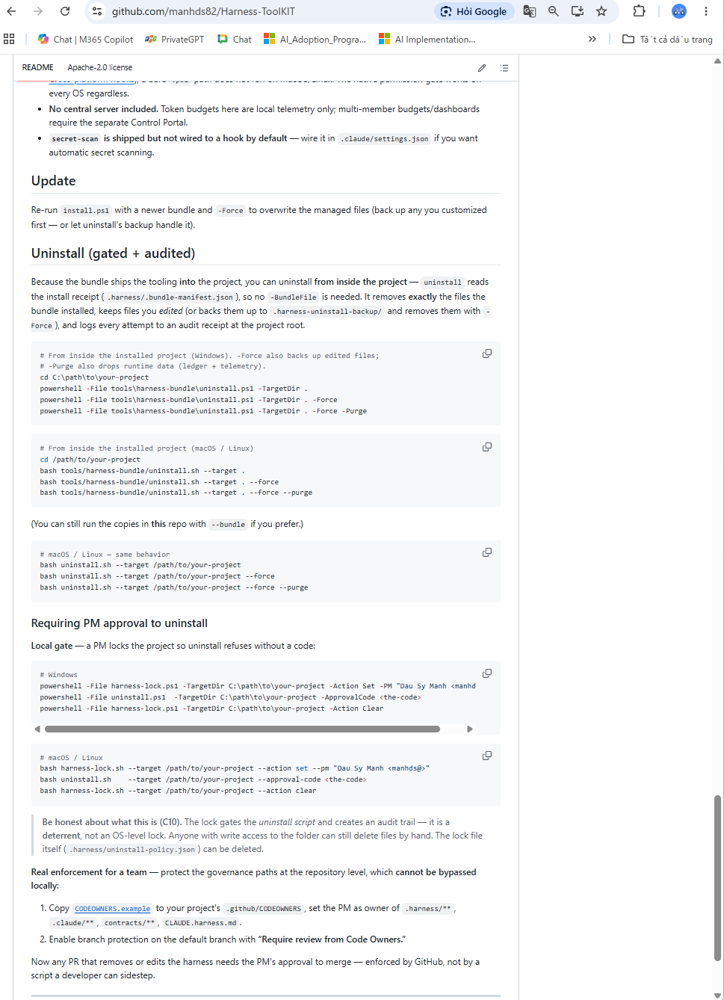 github.com/manhds82/Harness-ToolKIT
Hỏi Google
Chat | M365 Copilot
PrivateGPT
Chat
AI_Adoption_Progra...
AI Implementation...
Tất cả dấu trang
README
Apache-2.0 license
every OS regardless.
No central server included. Token budgets here are local telemetry only; multi-member budgets/dashboards
require the separate Control Portal.
secret-scan is shipped but not wired to a hook by default — wire it in .claude/settings.json if you want
automatic secret scanning.
Update
Re-run install.ps1 with a newer bundle and -Force to overwrite the managed files (back up any you customized
first — or let uninstall's backup handle it).
Uninstall (gated + audited)
Because the bundle ships the tooling into the project, you can uninstall from inside the project — uninstall reads
the install receipt ( .harness/.bundle-manifest.json ), so no -BundleFile is needed. It removes exactly the files the
bundle installed, keeps files you edited (or backs them up to .harness-uninstall-backup/ and removes them with -
Force ), and logs every attempt to an audit receipt at the project root.
# From inside the installed project (Windows). -Force also backs up edited files;
# -Purge also drops runtime data (ledger + telemetry).
cd C:\path\to\your-project
powershell -File tools\harness-bundle\uninstall.ps1 -TargetDir .
powershell -File tools\harness-bundle\uninstall.ps1 -TargetDir . -Force
powershell -File tools\harness-bundle\uninstall.ps1 -TargetDir . -Force -Purge
# From inside the installed project (macOS / Linux)
cd /path/to/your-project
bash tools/harness-bundle/uninstall.sh --target .
bash tools/harness-bundle/uninstall.sh --target . --force
bash tools/harness-bundle/uninstall.sh --target . --force --purge
(You can still run the copies in this repo with --bundle if you prefer.)
# macOS / Linux — same behavior
bash uninstall.sh --target /path/to/your-project
bash uninstall.sh --target /path/to/your-project --force
bash uninstall.sh --target /path/to/your-project --force --purge
Requiring PM approval to uninstall
Local gate — a PM locks the project so uninstall refuses without a code:
# Windows
powershell -File harness-lock.ps1 -TargetDir C:\path\to\your-project -Action Set -PM "Dau Sy Manh <manhd
powershell -File uninstall.ps1  -TargetDir C:\path\to\your-project -ApprovalCode <the-code>
powershell -File harness-lock.ps1 -TargetDir C:\path\to\your-project -Action Clear
# macOS / Linux
bash harness-lock.sh --target /path/to/your-project --action set --pm "Dau Sy Manh <manhds@>"
bash uninstall.sh    --target /path/to/your-project --approval-code <the-code>
bash harness-lock.sh --target /path/to/your-project --action clear
Be honest about what this is (C10). The lock gates the uninstall script and creates an audit trail — it is a
deterrent, not an OS-level lock. Anyone with write access to the folder can still delete files by hand. The lock file
itself ( .harness/uninstall-policy.json ) can be deleted.
Real enforcement for a team — protect the governance paths at the repository level, which cannot be bypassed
locally:
1. Copy CODEOWNERS.example to your project's .github/CODEOWNERS , set the PM as owner of .harness/** ,
.claude/** , contracts/** , CLAUDE.harness.md .
2. Enable branch protection on the default branch with “Require review from Code Owners.”
Now any PR that removes or edits the harness needs the PM's approval to merge — enforced by GitHub, not by a
script a developer can sidestep.